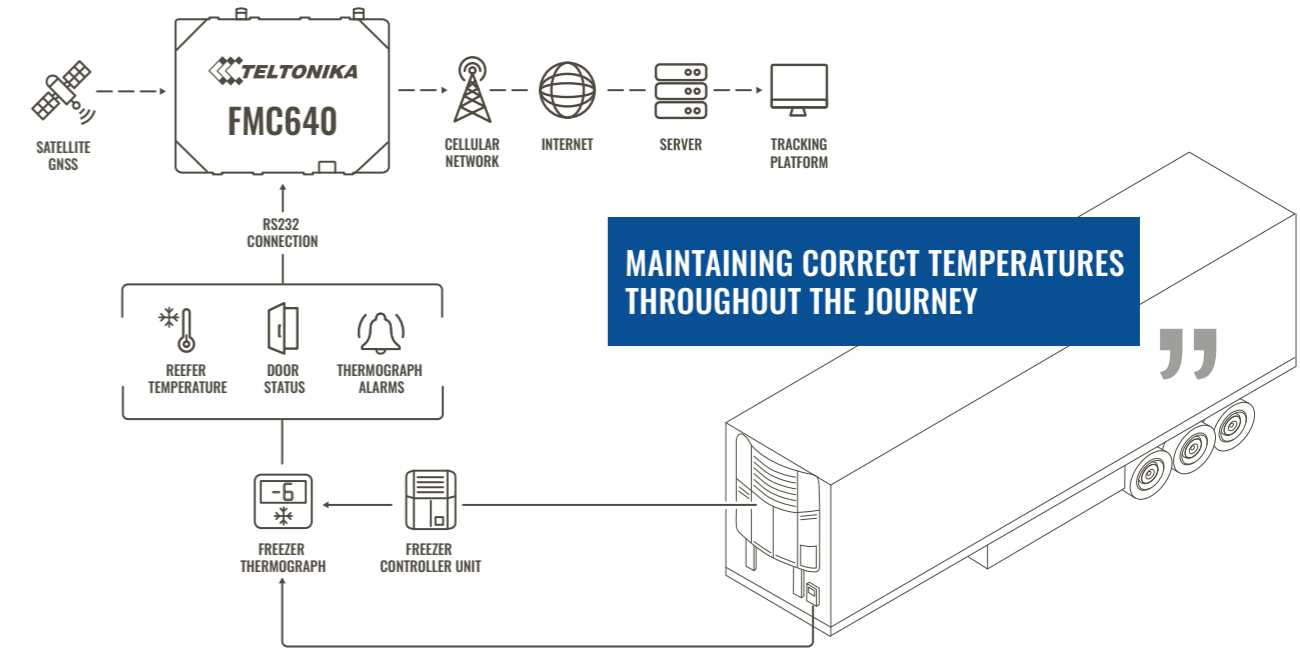 TELTONIKA
FMC640
SATELLITE
GNSS
CELLULAR
NETWORK
INTERNET
SERVER
TRACKING
PLATFORM
RS232
CONNECTION
MAINTAINING CORRECT TEMPERATURES
THROUGHOUT THE JOURNEY
”
REEFER
TEMPERATURE
DOOR
STATUS
THERMOGRAPH
ALARMS
-6
FREEZER
THERMOGRAPH
FREEZER
CONTROLLER UNIT